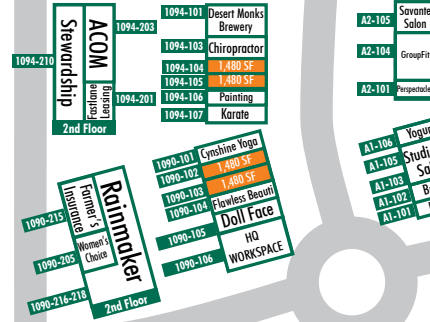 1094-210
Stewardship
ACOM
1094-203
Fastlane
Leasing
1094-201
2nd Floor
1094-101 Desert Monks
Brewery
1094-103 Chiropractor
1094-104 1,480 SF
1094-105 1,480 SF
1094-106 Painting
1094-107 Karate
1090-215
Farmer's
Insurance
1090-205
Women's
Choice
1090-216-218
Rainmaker
2nd Floor
1090-101 Cynshine Yoga
1090-102 1,480 SF
1090-103 1,480 SF
1090-104 Flawless Beauti
1090-105 Doll Face
1090-106 HQ
WORKSPACE
A2-105 Savante
Salon
A2-104 GroupFit
A2-101 Perspectade
A1-106 Yogur
A1-105 Studi
Sa
A1-103
A1-102
A1-101